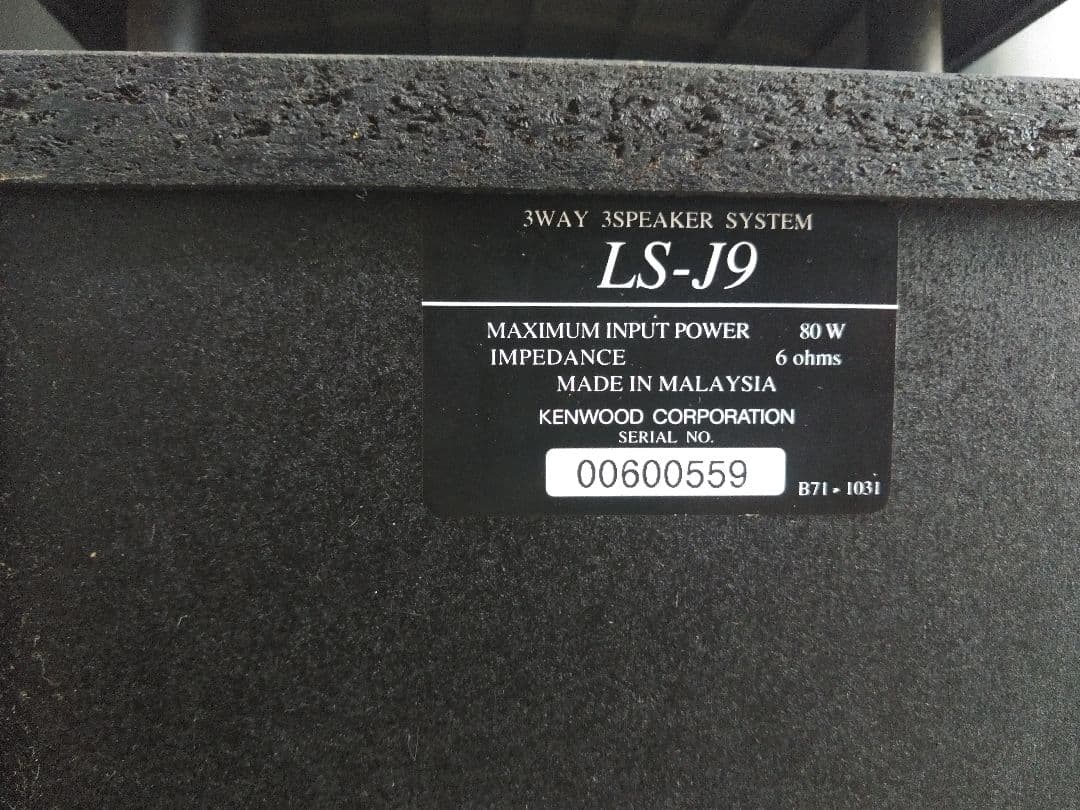 3WAY 3SPEAKER SYSTEM
LS-J9
MAXIMUM INPUT POWER 80 W
IMPEDANCE 6 ohms
MADE IN MALAYSIA
KENWOOD CORPORATION
SERIAL NO.
00600559
B71-1031